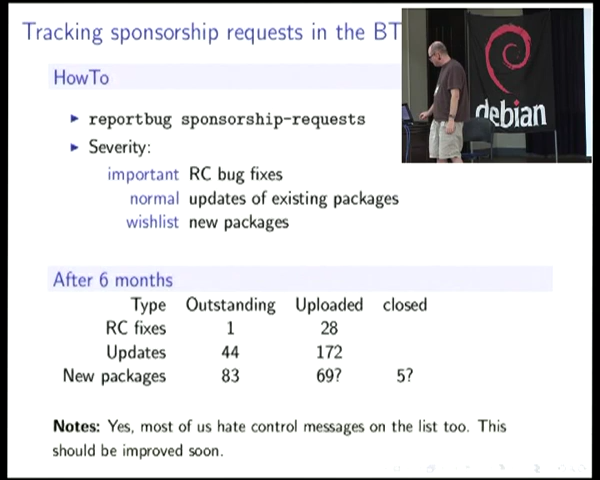 Tracking sponsorship requests in the BT
HowTo
reportbug sponsorship-requests
Severity:
important RC bug fixes
normal updates of existing packages
wishlist new packages
debian
After 6 months
Type Outstanding Uploaded closed
RC fixes 1 28
Updates 44 172
New packages 83 69? 5?
Notes: Yes, most of us hate control messages on the list too. This
should be improved soon.